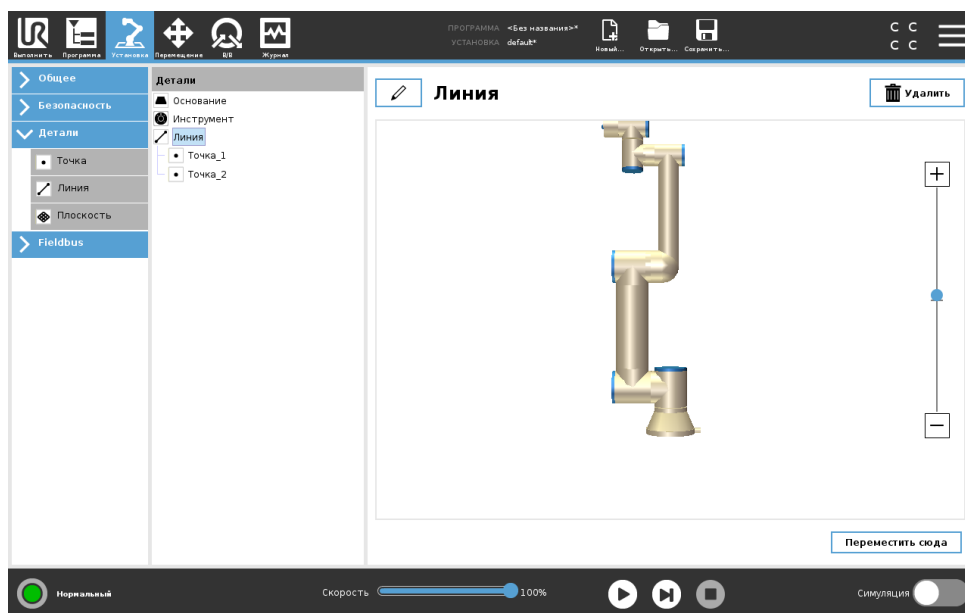 ПРОГРАММА <Без названия>*
УСТАНОВКА default*
UR
Выполнить Программа Установка Перемещение В/В Журнал
Новый... Открыть... Сохранить...
C C
C C
Общее
Безопасность
Детали
Точка
Линия
Плоскость
Fieldbus
Детали
Основание
Инструмент
Линия
Точка_1
Точка_2
Линия
Удалить
Переместить сюда
Нормальный
Скорость 100%
Симуляция